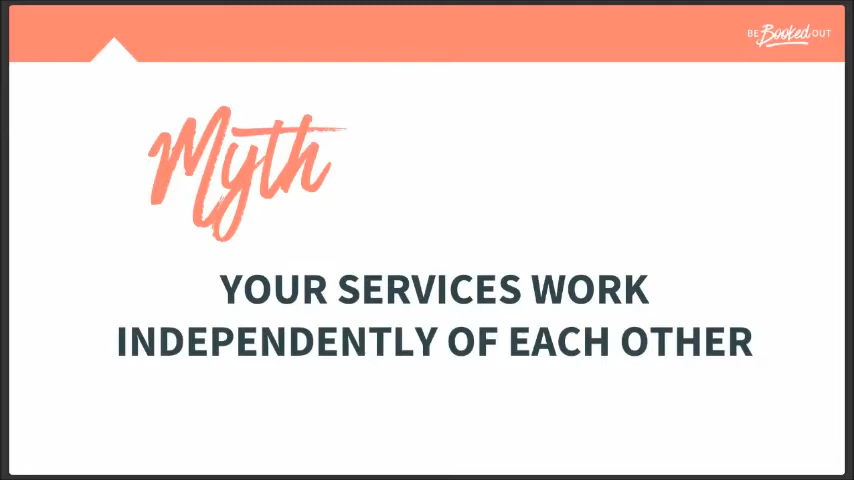 BE Booked OUT
Myth
YOUR SERVICES WORK
INDEPENDENTLY OF EACH OTHER